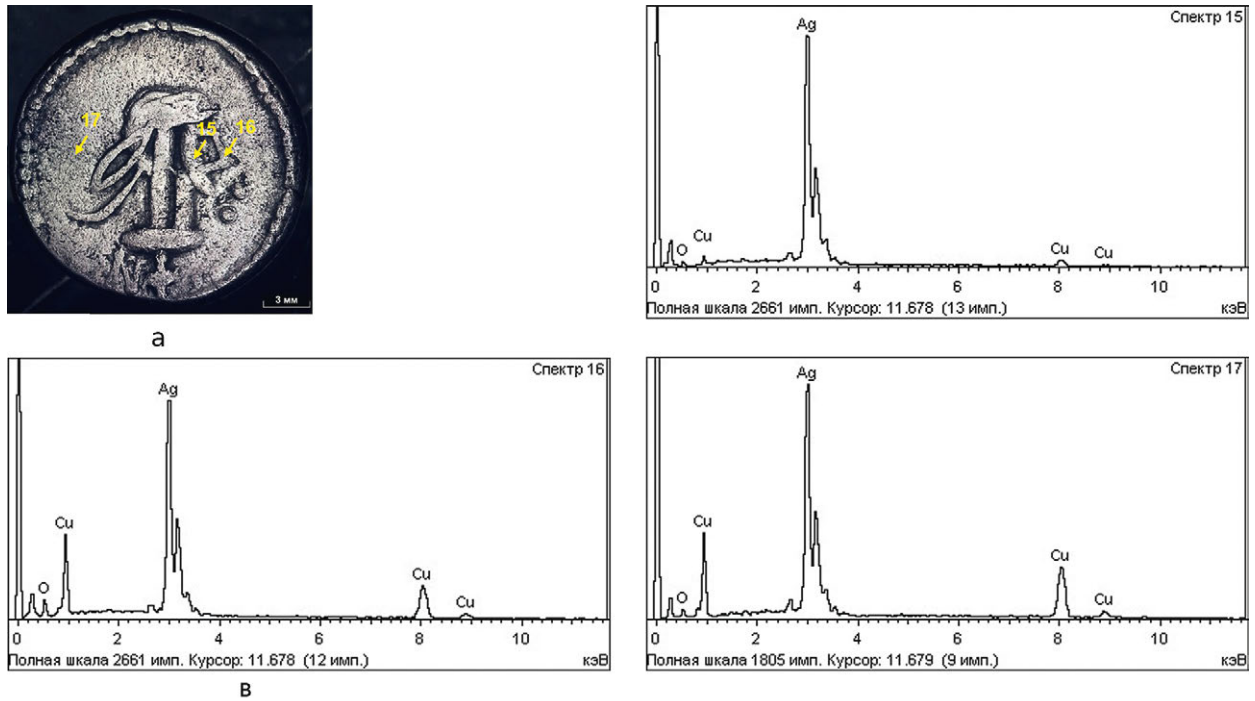 17
15
16
3 мм
а
Спектр 15
Ag
O
Cu
Cu
Cu
0
2
4
6
8
10
Полная шкала 2661 имп. Курсор: 11.678 (13 имп.)
кэВ
Спектр 16
Ag
Cu
O
Cu
Cu
0
2
4
6
8
10
Полная шкала 2661 имп. Курсор: 11.678 (12 имп.)
кэВ
в
Спектр 17
Ag
Cu
O
Cu
Cu
0
2
4
6
8
10
Полная шкала 1805 имп. Курсор: 11.679 (9 имп.)
кэВ